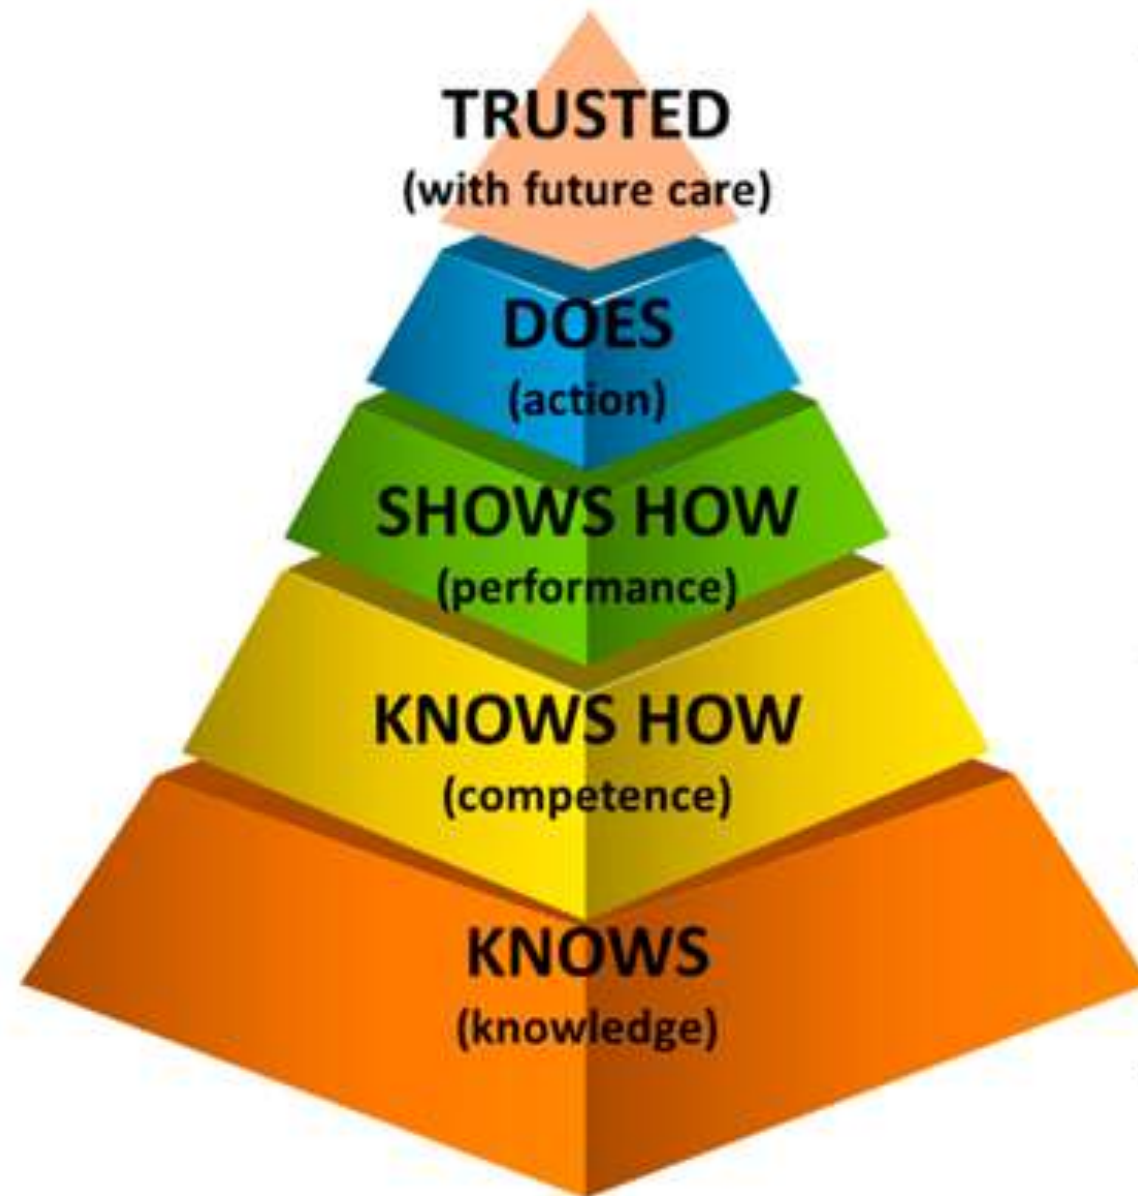 TRUSTED
(with future care)
DOES
(action)
SHOWS HOW
(performance)
KNOWS HOW
(competence)
KNOWS
(knowledge)